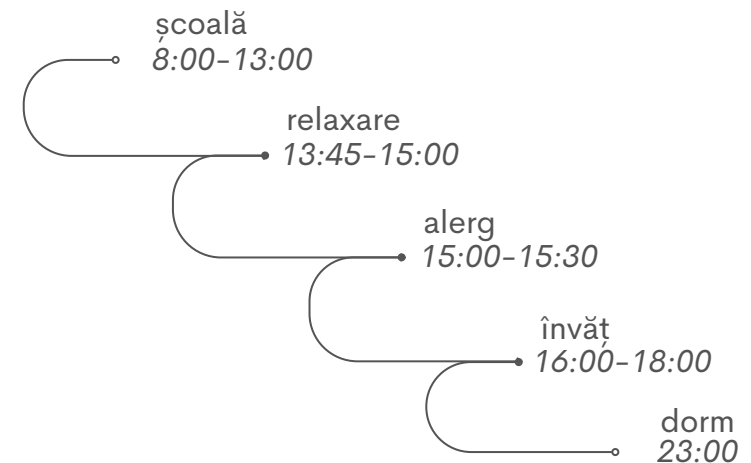 școală
8:00-13:00
relaxare
13:45-15:00
alerg
15:00-15:30
învăț
16:00-18:00
dorm
23:00